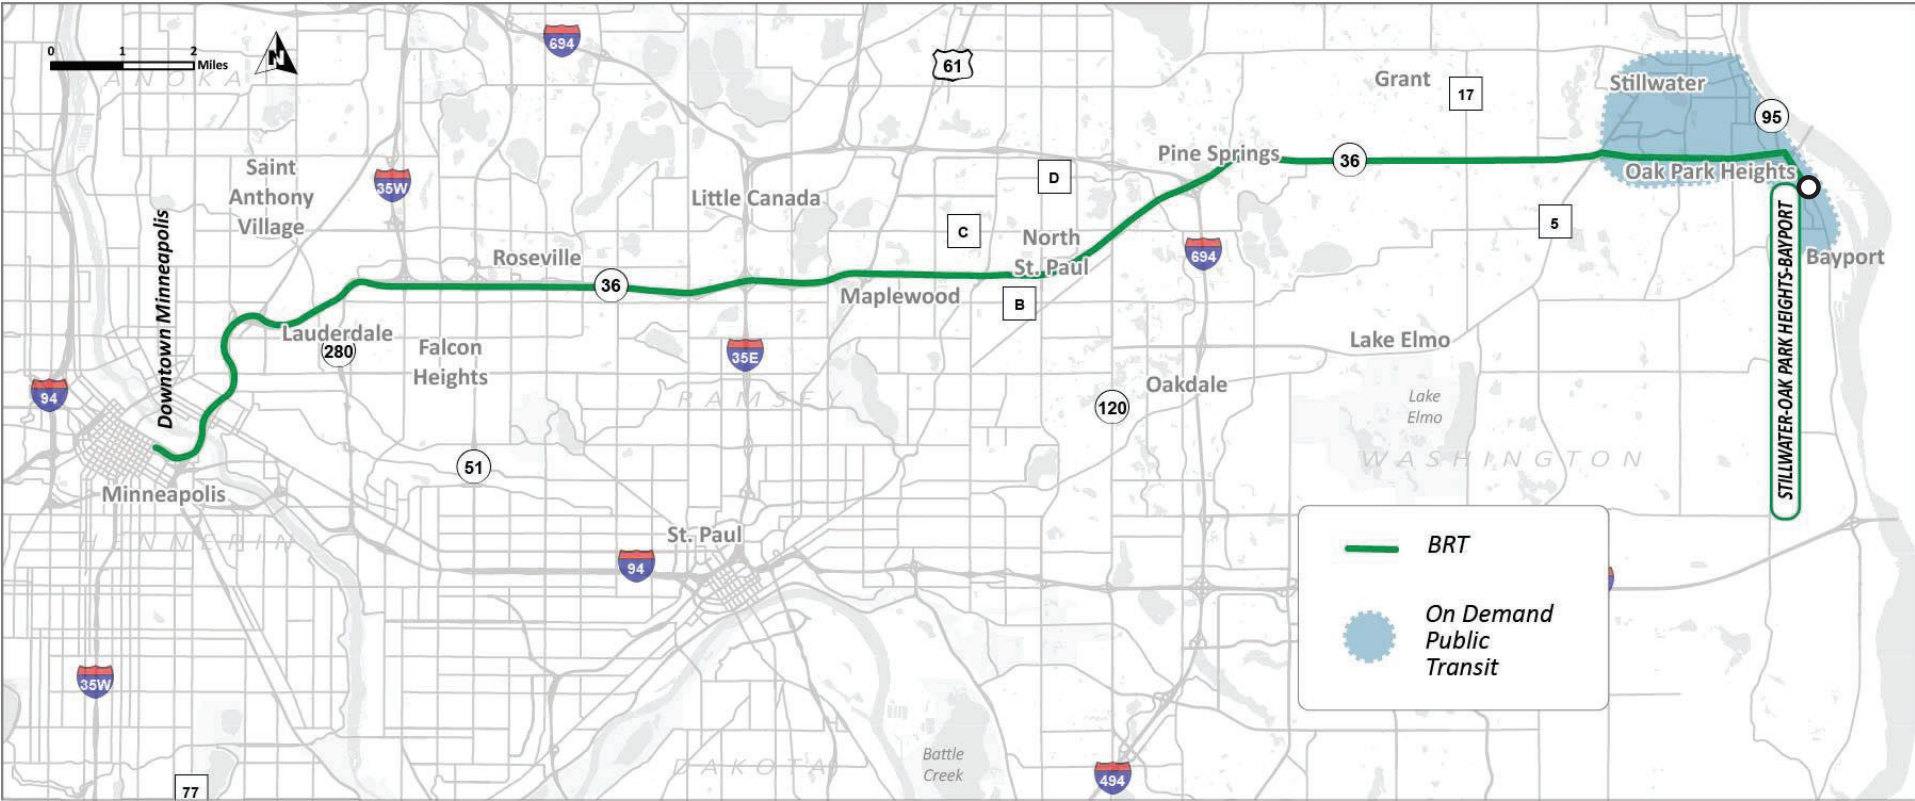 0 1 2
Miles
N
ANOKA
694
61
Grant
17
Stillwater
95
Saint
Anthony
Village
35W
Little Canada
D
Pine Springs
36
Oak Park Heights
C
North
St. Paul
5
694
Bayport
Downtown Minneapolis
Roseville
36
Maplewood
B
STILLWATER-OAK PARK HEIGHTS-BAYPORT
Lauderdale
280
Falcon
Heights
35E
Lake Elmo
94
RAMSEY
Oakdale
120
Lake
Elmo
51
WASHINGTON
Minneapolis
HENNEPIN
St. Paul
94
BRT
On Demand
Public
Transit
35W
DAKOTA
Battle
Creek
494
77